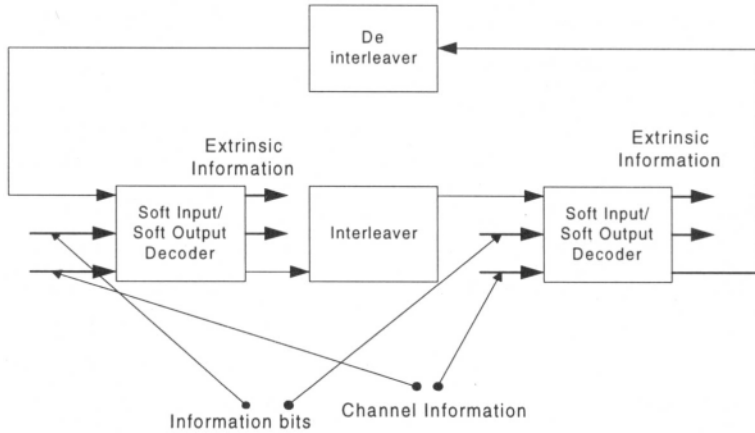 De
interleaver
Extrinsic
Information
Extrinsic
Information
Soft Input/
Soft Output
Decoder
Interleaver
Soft Input/
Soft Output
Decoder
Information bits
Channel Information